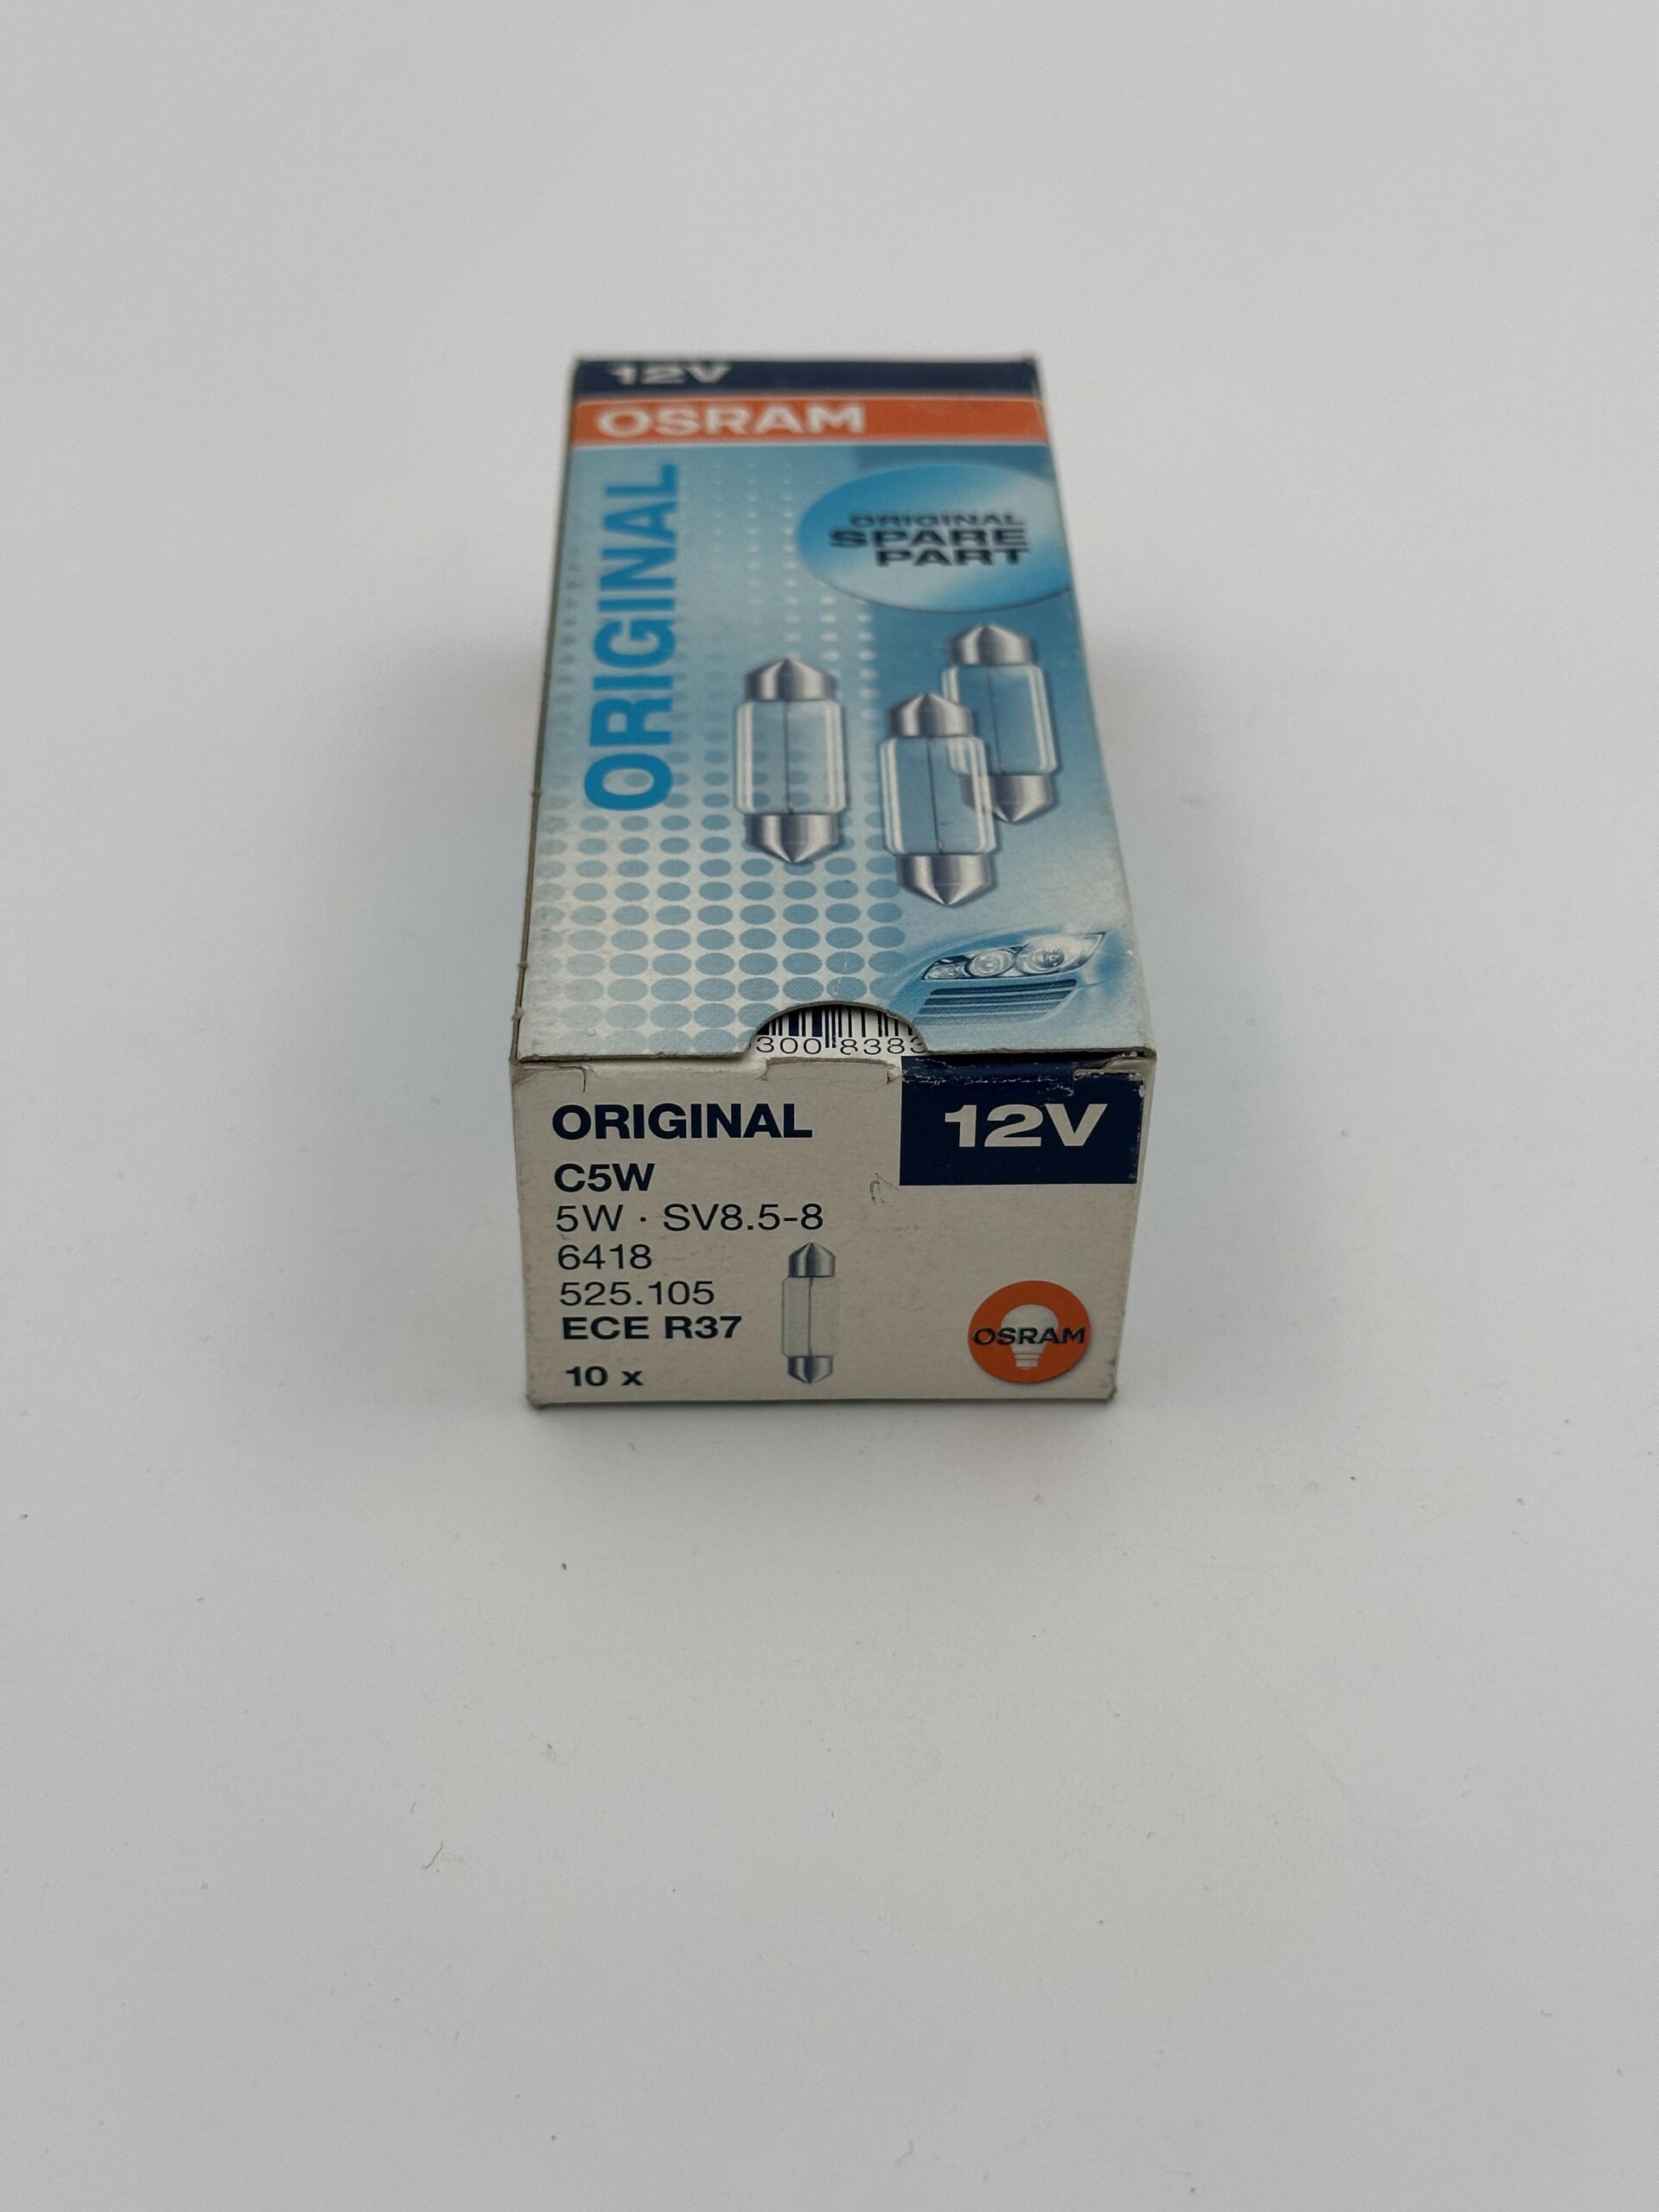 12V
OSRAM
ORIGINAL
ORIGINAL
SPARE
PART
300 8383
ORIGINAL
12V
C5W
5W · SV8.5-8
6418
525.105
ECE R37
10 x
OSRAM